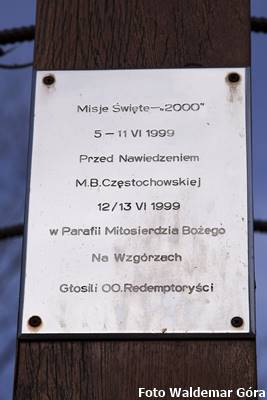 Misje Święte-„2000”
5-11 VI 1999
Przed Nawiedzeniem
M.B.Częstochowskiej
12/13 VI 1999
w Parafii Miłosierdzia Bożego
Na Wzgórzach
Głosili OO.Redemptoryści
Foto Waldemar Góra